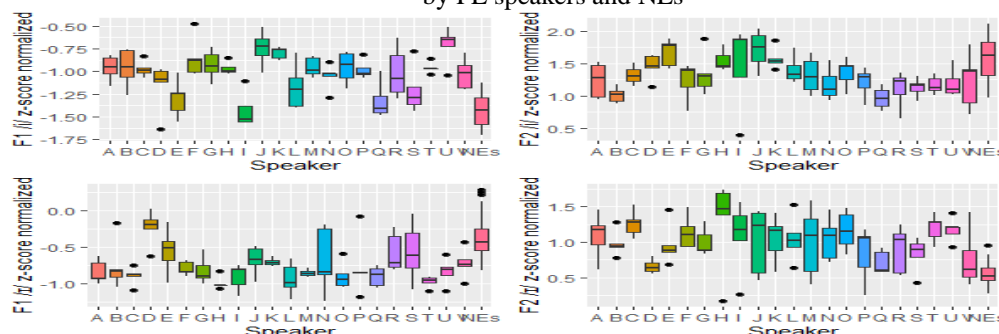 by FL speakers and NEs
F1 /i/ z-score normalized
-0.50
-0.75
-1.00
-1.25
-1.50
-1.75
A B C D E F G H I J K L M N O P Q R S T U W NEs
Speaker
F2 /i/ z-score normalized
2.0
1.5
1.0
0.5
A B C D E F G H I J K L M N O P Q R S T U W NEs
Speaker
F1 /ɪ/ z-score normalized
0.0
-0.5
-1.0
A B C D E F G H I J K L M N O P Q R S T U W NEs
Speaker
F2 /ɪ/ z-score normalized
1.5
1.0
0.5
A B C D E F G H I J K L M N O P Q R S T U W NEs
Speaker